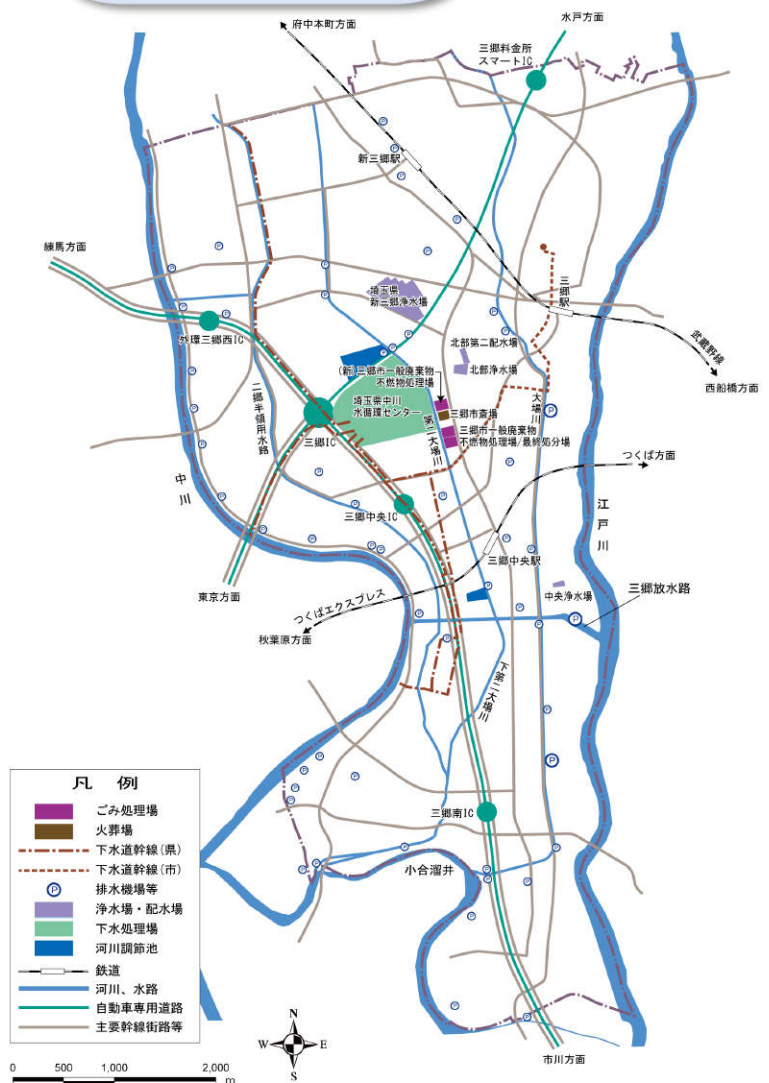 府中本町方面
水戸方面
三郷料金所
スマートIC
新三郷駅
練馬方面
三郷駅
埼玉県
新三郷浄水場
外環三郷西IC
武蔵野線
北部第二配水場
(新)三郷市一般廃棄物
不燃物処理場
北部浄水場
西船橋方面
二郷半領用水路
埼玉県中川
水循環センター
三郷市斎場
大場川
第二大場川
三郷IC
三郷市一般廃棄物
不燃物処理場/最終処分場
つくば方面
中川
三郷中央IC
江戸川
三郷中央駅
東京方面
つくばエクスプレス
中央浄水場
三郷放水路
秋葉原方面
下第二大場川
三郷南IC
小合溜井
市川方面
凡 例
ごみ処理場
火葬場
下水道幹線(県)
下水道幹線(市)
P 排水機場等
浄水場・配水場
下水処理場
河川調節池
鉄道
河川、水路
自動車専用道路
主要幹線街路等
N
W E
S
0 500 1,000 2,000
m